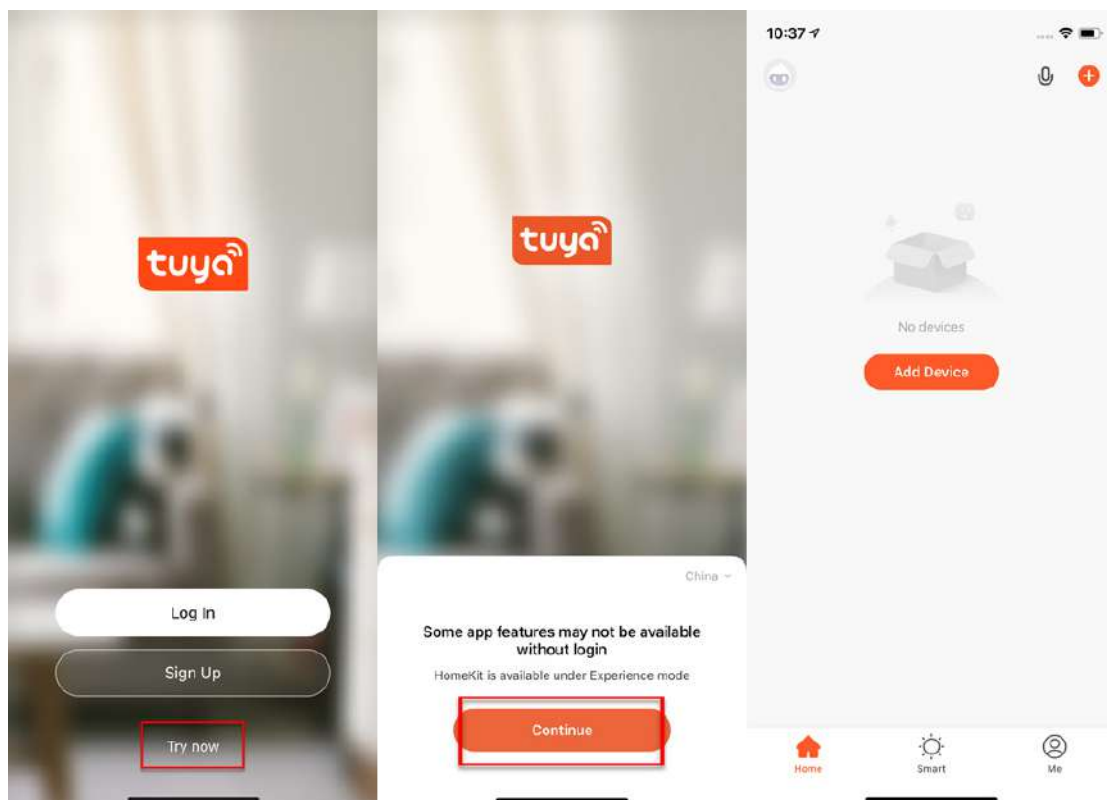 tuya
Log In
Sign Up
Try now
tuya
China
Some app features may not be available
without login
HomeKit is available under Experience mode
Continue
10:37
No devices
Add Device
Home
Smart
Me